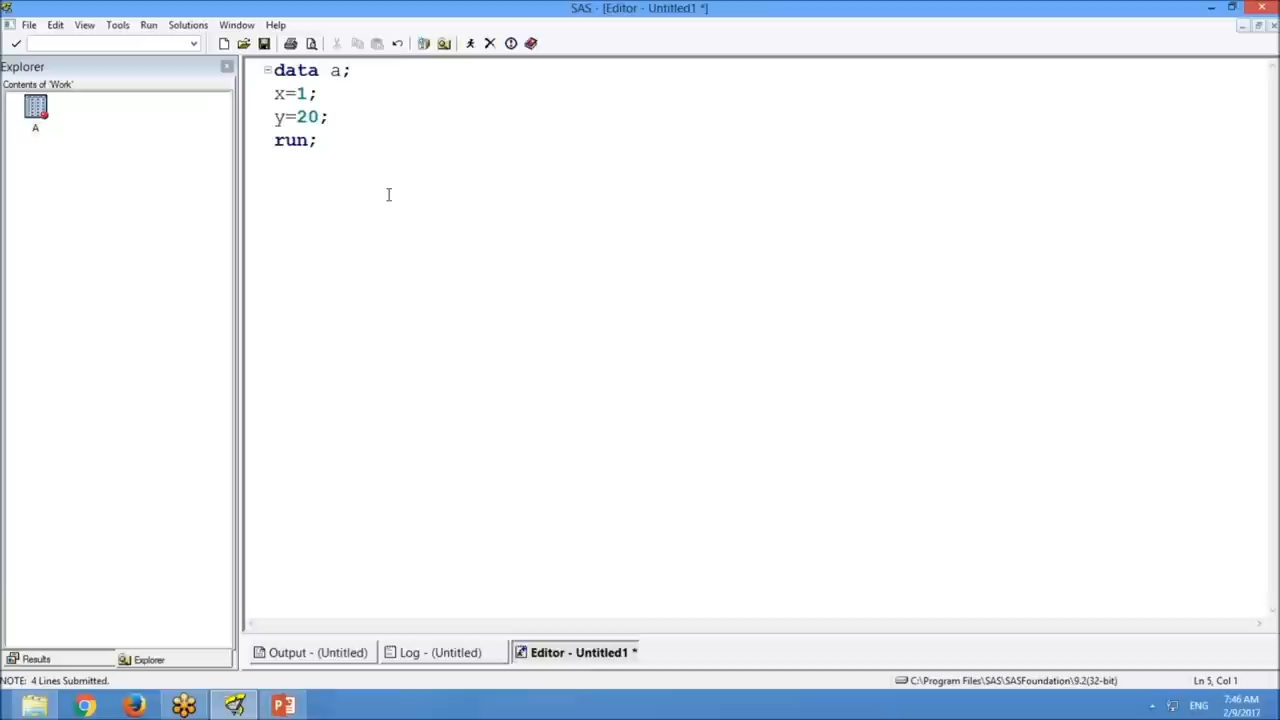 SAS - [Editor - Untitled1 *]
File Edit View Tools Run Solutions Window Help
Explorer
Contents of 'Work'
A
data a;
x=1;
y=20;
run;
Results
Explorer
Output - (Untitled)
Log - (Untitled)
Editor - Untitled1 *
NOTE: 4 Lines Submitted.
C:\Program Files\SAS\SASFoundation\9.2(32-bit)
Ln 5, Col 1
ENG
7:46 AM
2/9/2017